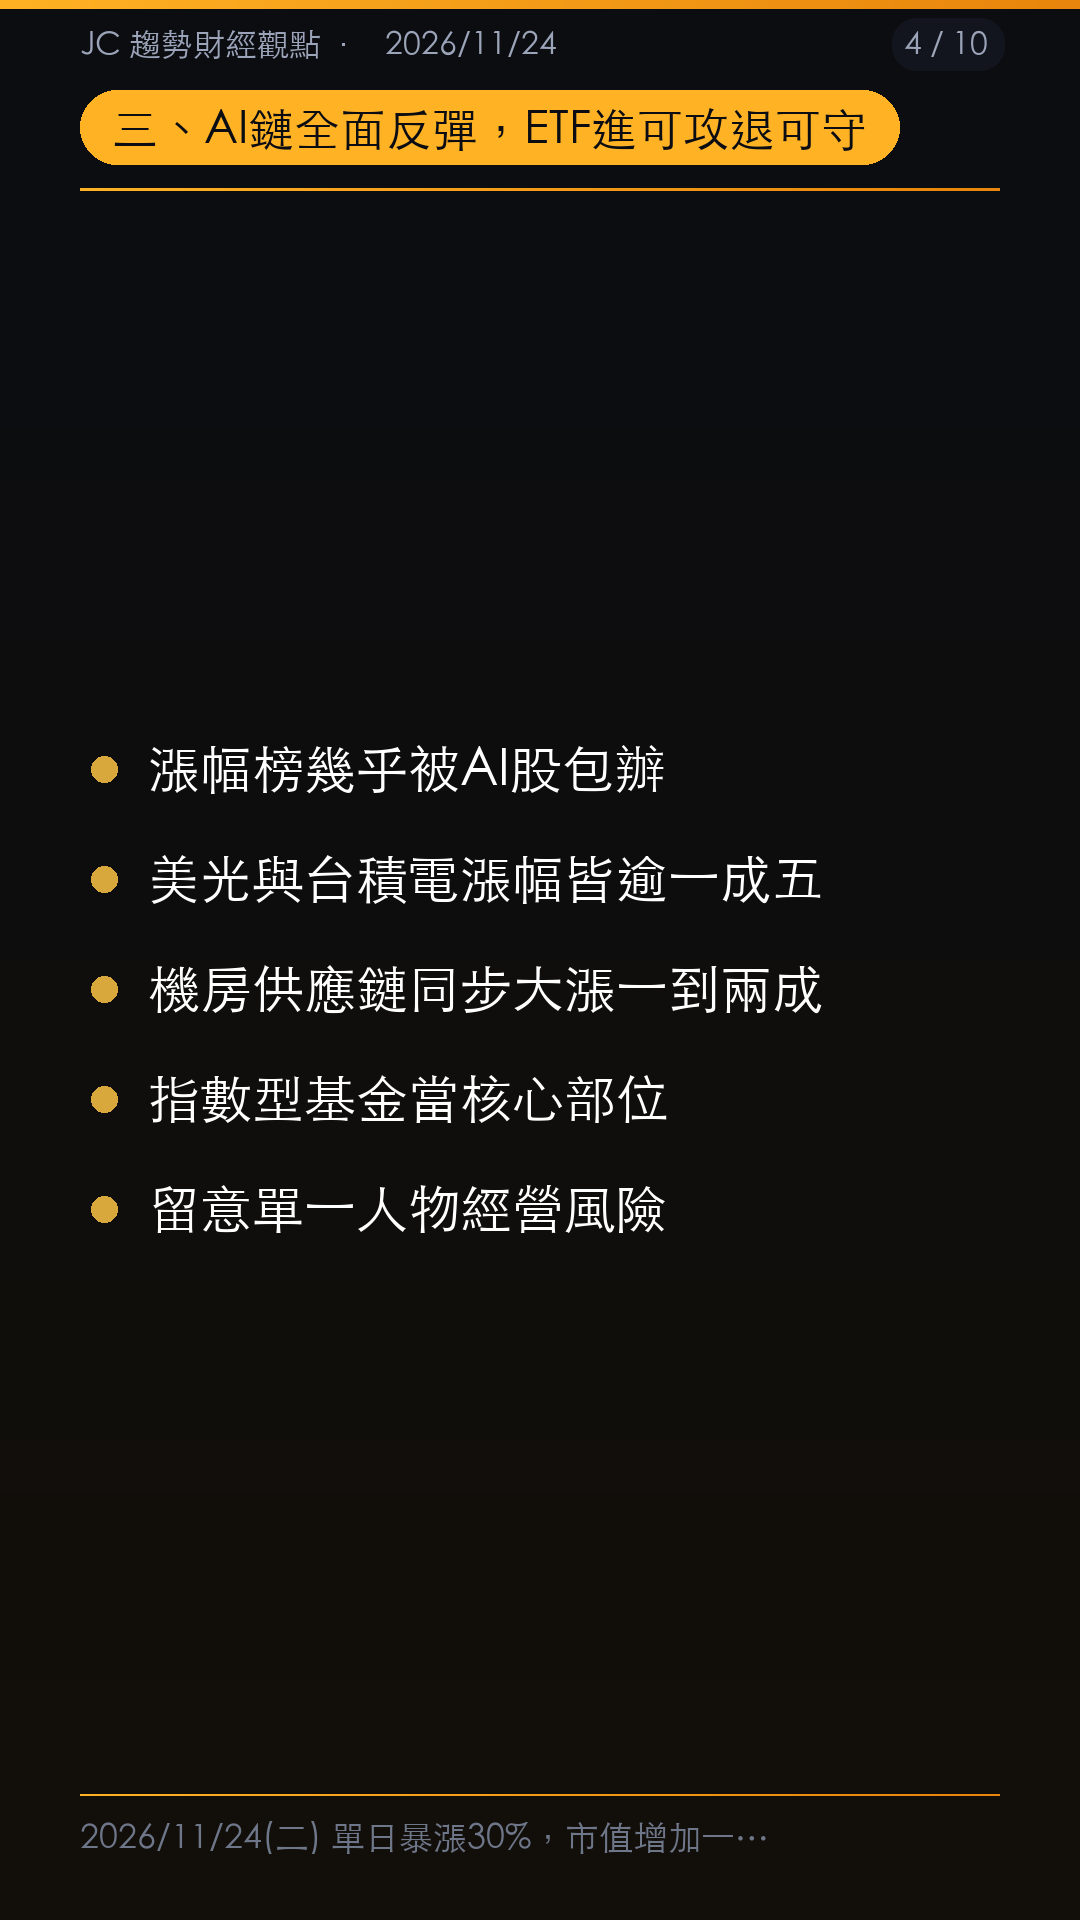 JC 趨勢財經觀點 · 2026/11/24
4 / 10
三、AI鏈全面反彈，ETF進可攻退可守
漲幅榜幾乎被AI股包辦
美光與台積電漲幅皆逾一成五
機房供應鏈同步大漲一到兩成
指數型基金當核心部位
留意單一人物經營風險
2026/11/24(二) 單日暴漲30%，市值增加一⋯